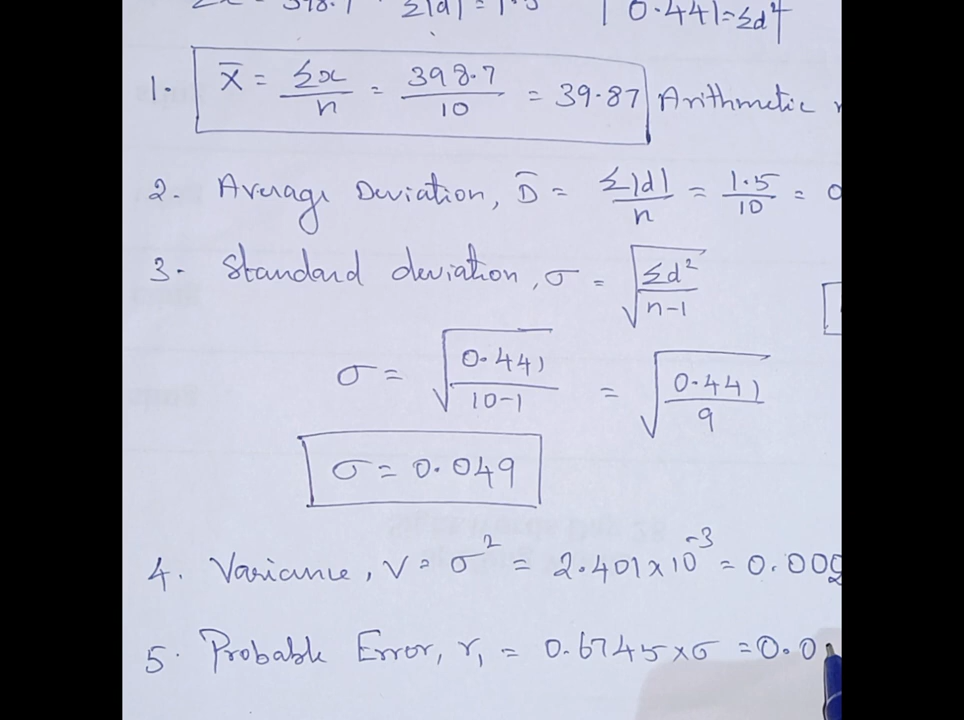 Σ|d| = 1.5 0.441 = Σd²
1. x̄ = Σx/n = 398.7/10 = 39.87 Arithmetic
2. Average Deviation, D̄ = Σ|d|/n = 1.5/10 = 0
3. Standard deviation, σ = √(Σd²/(n-1))
σ = √(0.441/(10-1)) = √(0.441/9)
σ = 0.049
4. Variance, V = σ² = 2.401×10⁻³ = 0.002
5. Probable Error, r₁ = 0.6745×σ = 0.0